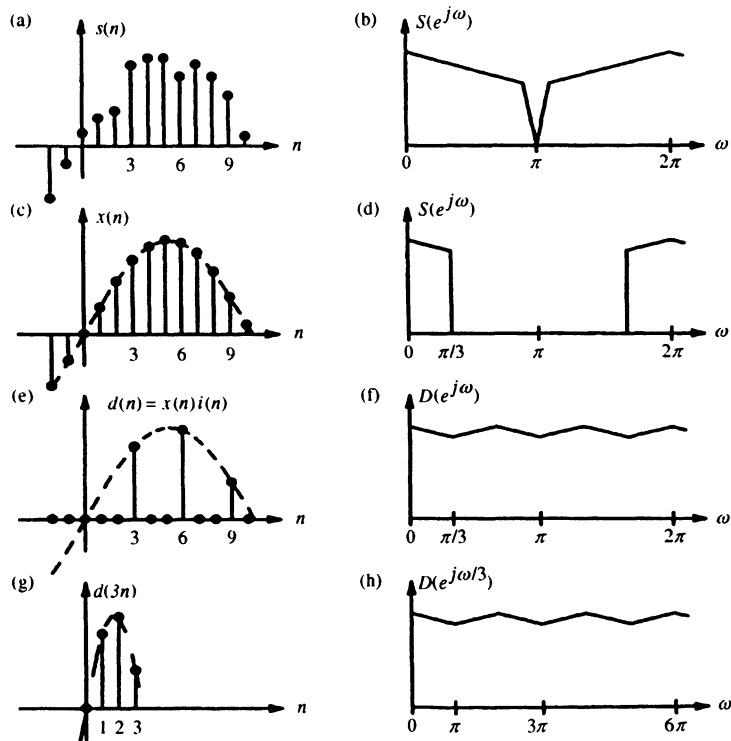 (a) s(n)
n
3 6 9
(b) S(e^{jω})
ω
0 π 2π
(c) x(n)
n
3 6 9
(d) S(e^{jω})
ω
0 π/3 π 2π
(e) d(n) = x(n)i(n)
n
3 6 9
(f) D(e^{jω})
ω
0 π/3 π 2π
(g) d(3n)
n
1 2 3
(h) D(e^{jω/3})
ω
0 π 3π 6π